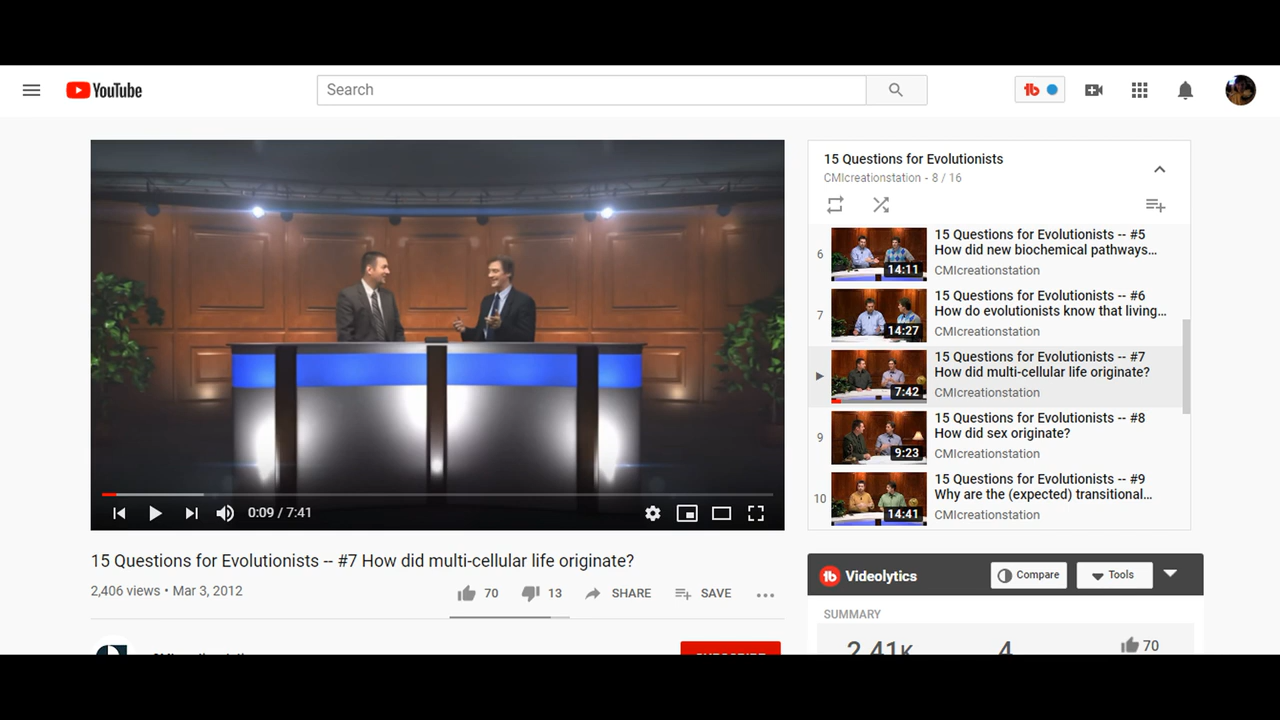 YouTube
Search
15 Questions for Evolutionists
CMIcreationstation - 8 / 16
6
14:11
15 Questions for Evolutionists -- #5
How did new biochemical pathways...
CMIcreationstation
7
14:27
15 Questions for Evolutionists -- #6
How do evolutionists know that living...
CMIcreationstation
7:42
15 Questions for Evolutionists -- #7
How did multi-cellular life originate?
CMIcreationstation
9
9:23
15 Questions for Evolutionists -- #8
How did sex originate?
CMIcreationstation
10
14:41
15 Questions for Evolutionists -- #9
Why are the (expected) transitional...
CMIcreationstation
0:09 / 7:41
15 Questions for Evolutionists -- #7 How did multi-cellular life originate?
2,406 views • Mar 3, 2012
70
13
SHARE
SAVE
tb Videolytics
Compare
Tools
SUMMARY
2.41K
4
70